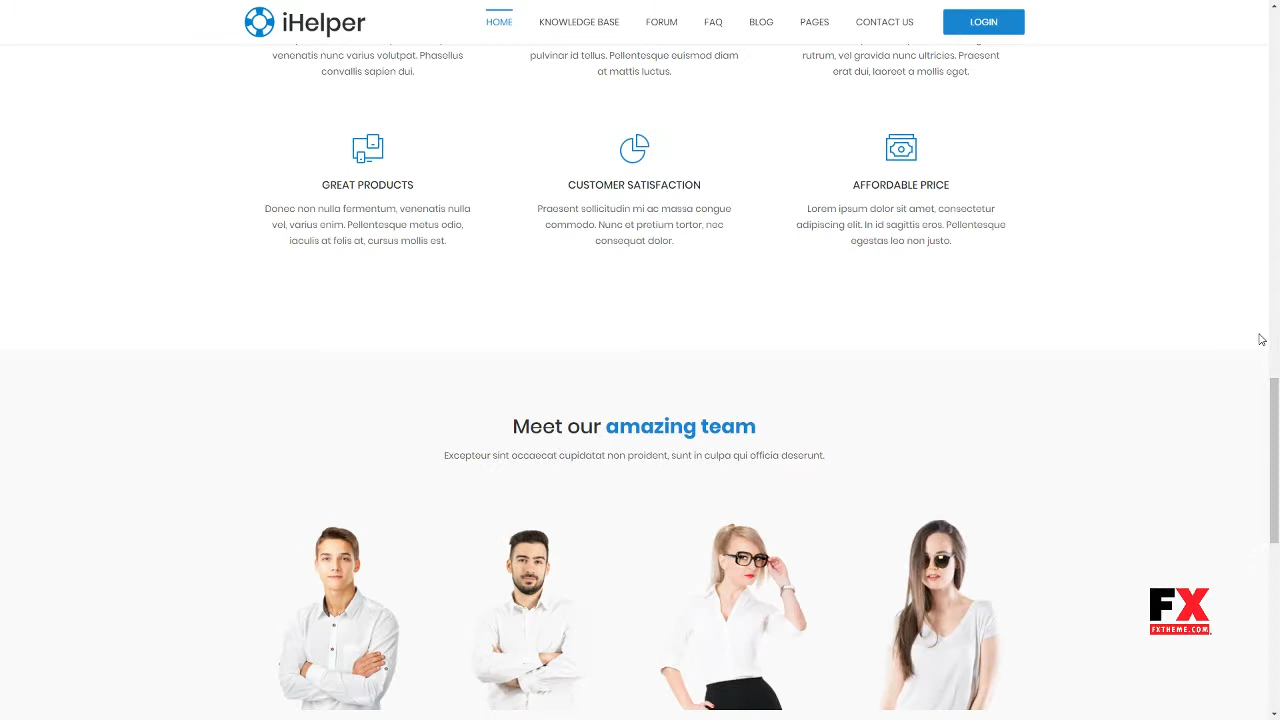 iHelper
HOME KNOWLEDGE BASE FORUM FAQ BLOG PAGES CONTACT US LOGIN
venenatis nunc varius volutpat. Phasellus
convallis sapien dui.
pulvinar id tellus. Pellentesque euismod diam
at mattis luctus.
rutrum, vel gravida nunc ultricies. Praesent
erat dui, laoreet a mollis eget.
GREAT PRODUCTS
Donec non nulla fermentum, venenatis nulla
vel, varius enim. Pellentesque metus odio,
iaculis at felis at, cursus mollis est.
CUSTOMER SATISFACTION
Praesent sollicitudin mi ac massa congue
commodo. Nunc et pretium tortor, nec
consequat dolor.
AFFORDABLE PRICE
Lorem ipsum dolor sit amet, consectetur
adipiscing elit. In id sagittis eros. Pellentesque
egestas leo non justo.
Meet our amazing team
Excepteur sint occaecat cupidatat non proident, sunt in culpa qui officia deserunt.
FX
FXTHEME.COM.